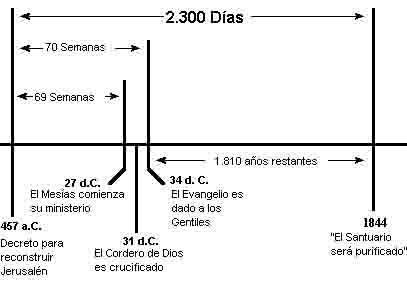 2.300 Días
70 Semanas
69 Semanas
1.810 años restantes
27 d.C.
El Mesías comienza
su ministerio
34 d. C.
El Evangelio es
dado a los
Gentiles
457 a.C.
Decreto para
reconstruir
Jerusalén
31 d.C.
El Cordero de Dios
es crucificado
1844
"El Santuario
será purificado"